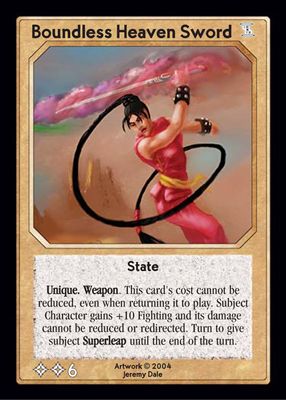 Boundless Heaven Sword
State
Unique. Weapon. This card's cost cannot be
reduced, even when returning it to play. Subject
Character gains +10 Fighting and its damage
cannot be reduced or redirected. Turn to give
subject Superleap until the end of the turn.
6
Artwork © 2004
Jeremy Dale